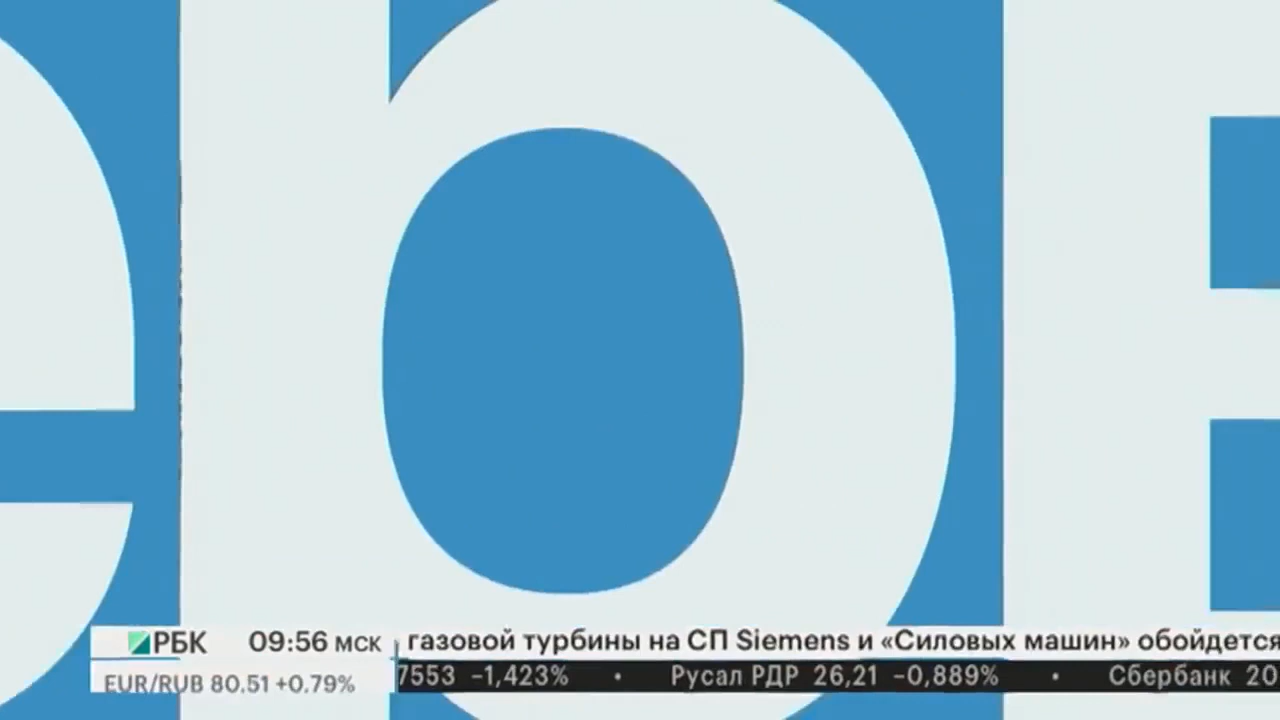 РБК 09:56 мск газовой турбины на СП Siemens и «Силовых машин» обойдется
EUR/RUB 80.51 +0.79% 7553 −1,423% • Русал РДР 26,21 −0,889% • Сбербанк 20